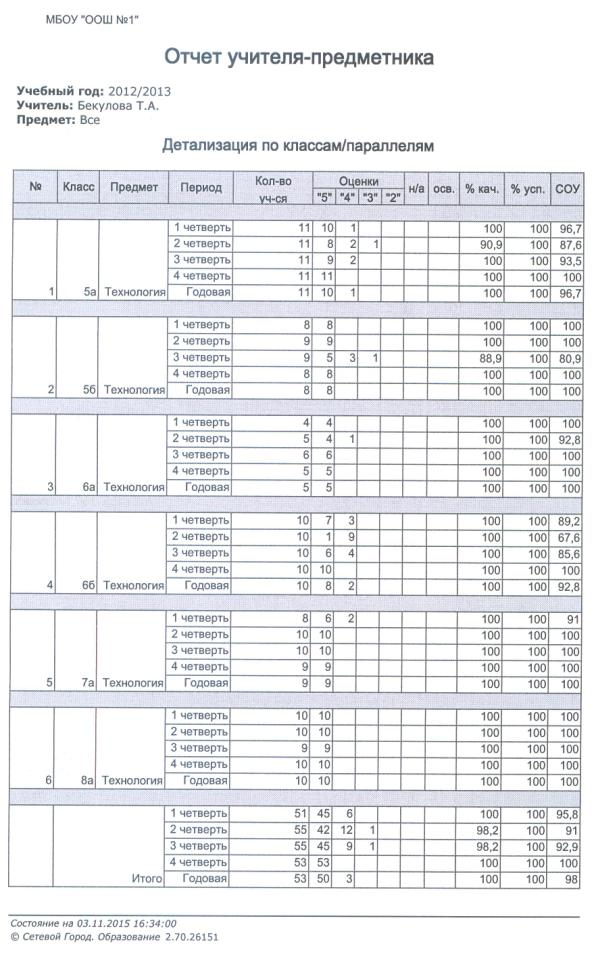 МБОУ "ООШ №1"
Отчет учителя-предметника
Учебный год: 2012/2013
Учитель: Бекулова Т.А.
Предмет: Все
Детализация по классам/параллелям
№ Класс Предмет Период Кол-во уч-ся Оценки н/а осв. % кач. % усп. СОУ
"5" "4" "3" "2"
1 четверть 11 10 1 100 100 96,7
2 четверть 11 8 2 1 90,9 100 87,6
3 четверть 11 9 2 100 100 93,5
4 четверть 11 11 100 100 100
1 5а Технология Годовая 11 10 1 100 100 96,7
1 четверть 8 8 100 100 100
2 четверть 9 9 100 100 100
3 четверть 9 5 3 1 88,9 100 80,9
4 четверть 8 8 100 100 100
2 5б Технология Годовая 8 8 100 100 100
1 четверть 4 4 100 100 100
2 четверть 5 4 1 100 100 92,8
3 четверть 6 6 100 100 100
4 четверть 5 5 100 100 100
3 6а Технология Годовая 5 5 100 100 100
1 четверть 10 7 3 100 100 89,2
2 четверть 10 1 9 100 100 67,6
3 четверть 10 6 4 100 100 85,6
4 четверть 10 10 100 100 100
4 6б Технология Годовая 10 8 2 100 100 92,8
1 четверть 8 6 2 100 100 91
2 четверть 10 10 100 100 100
3 четверть 10 10 100 100 100
4 четверть 9 9 100 100 100
5 7а Технология Годовая 9 9 100 100 100
1 четверть 10 10 100 100 100
2 четверть 10 10 100 100 100
3 четверть 9 9 100 100 100
4 четверть 10 10 100 100 100
6 8а Технология Годовая 10 10 100 100 100
1 четверть 51 45 6 100 100 95,8
2 четверть 55 42 12 1 98,2 100 91
3 четверть 55 45 9 1 98,2 100 92,9
4 четверть 53 53 100 100 100
Итого Годовая 53 50 3 100 100 98
Состояние на 03.11.2015 16:34:00
© Сетевой Город. Образование 2.70.26151